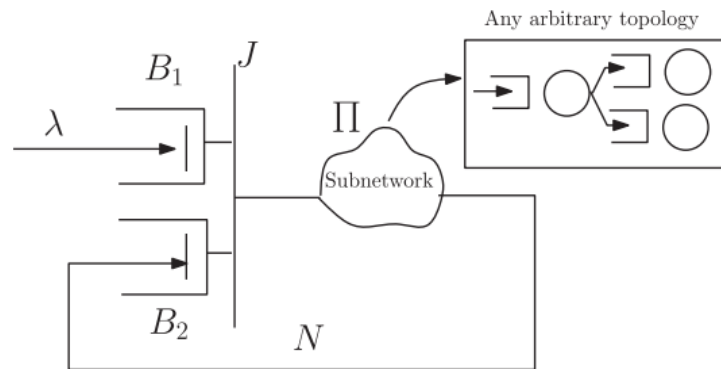 Any arbitrary topology
B₁
J
λ
Π
Subnetwork
B₂
N